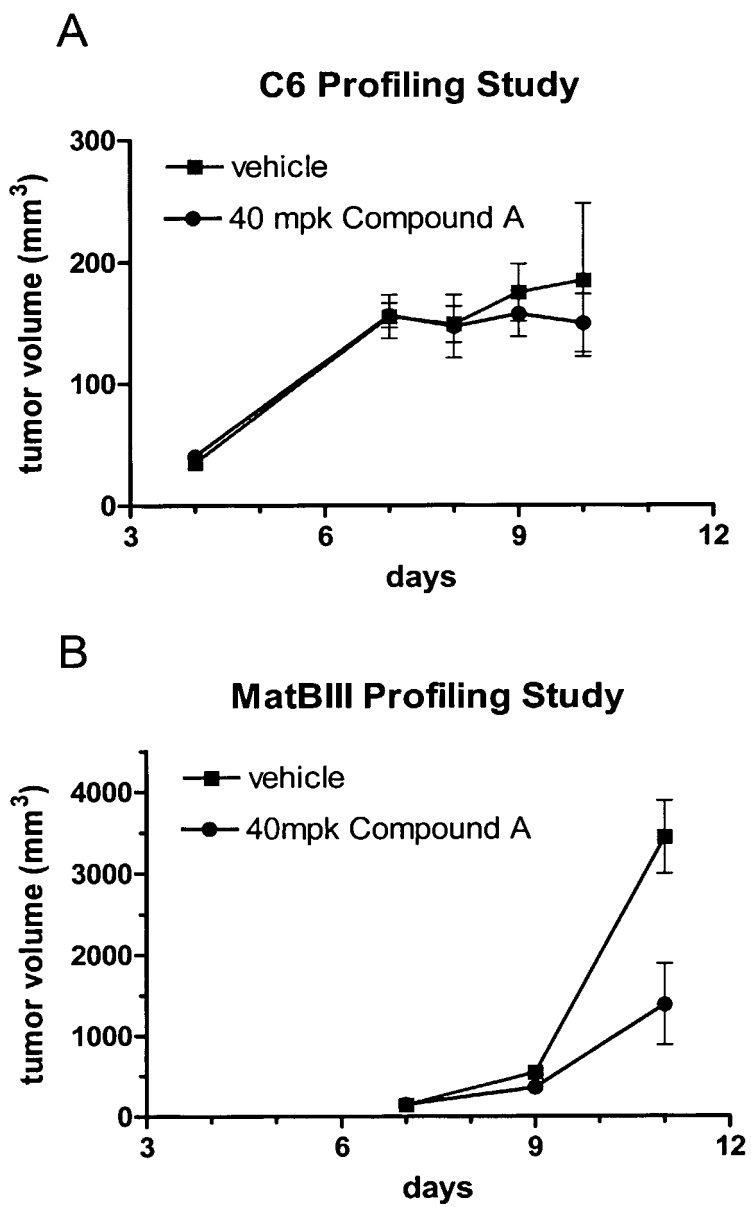 A
C6 Profiling Study
300
200
100
0
tumor volume (mm³)
vehicle
40 mpk Compound A
3 6 9 12
days
B
MatBIII Profiling Study
4000
3000
2000
1000
0
tumor volume (mm³)
vehicle
40mpk Compound A
3 6 9 12
days